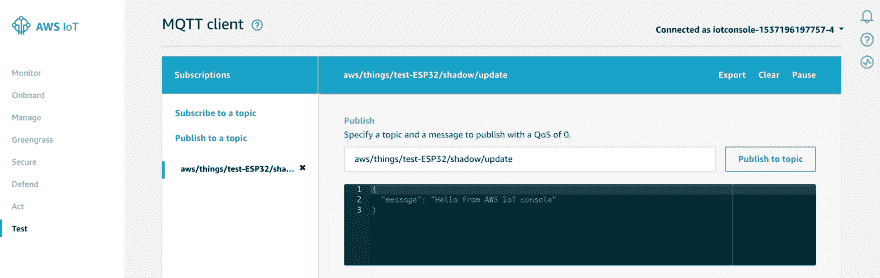 AWS IoT
MQTT client ?
Connected as iotconsole-1537196197757-4
Monitor
Onboard
Manage
Greengrass
Secure
Defend
Act
Test
Subscriptions
Subscribe to a topic
Publish to a topic
aws/things/test-ESP32/sha... ×
aws/things/test-ESP32/shadow/update
Export Clear Pause
Publish
Specify a topic and a message to publish with a QoS of 0.
aws/things/test-ESP32/shadow/update
Publish to topic
1 {
2 "message": "Hello from AWS IoT console"
3 }